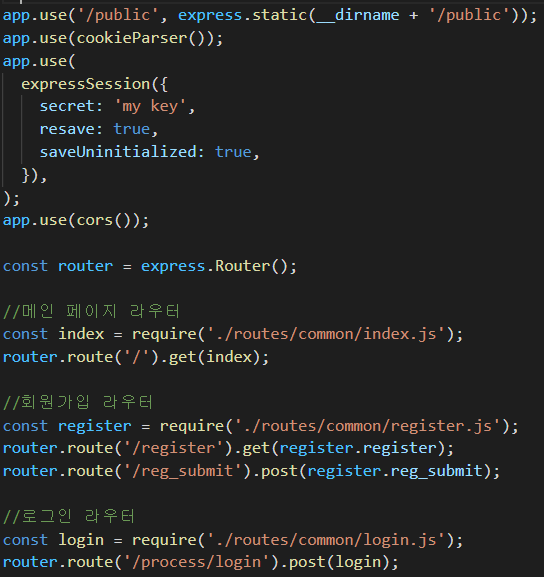 app.use('/public', express.static(__dirname + '/public'));
app.use(cookieParser());
app.use(
  expressSession({
    secret: 'my key',
    resave: true,
    saveUninitialized: true,
  }),
);
app.use(cors());

const router = express.Router();

//메인 페이지 라우터
const index = require('./routes/common/index.js');
router.route('/').get(index);

//회원가입 라우터
const register = require('./routes/common/register.js');
router.route('/register').get(register.register);
router.route('/reg_submit').post(register.reg_submit);

//로그인 라우터
const login = require('./routes/common/login.js');
router.route('/process/login').post(login);